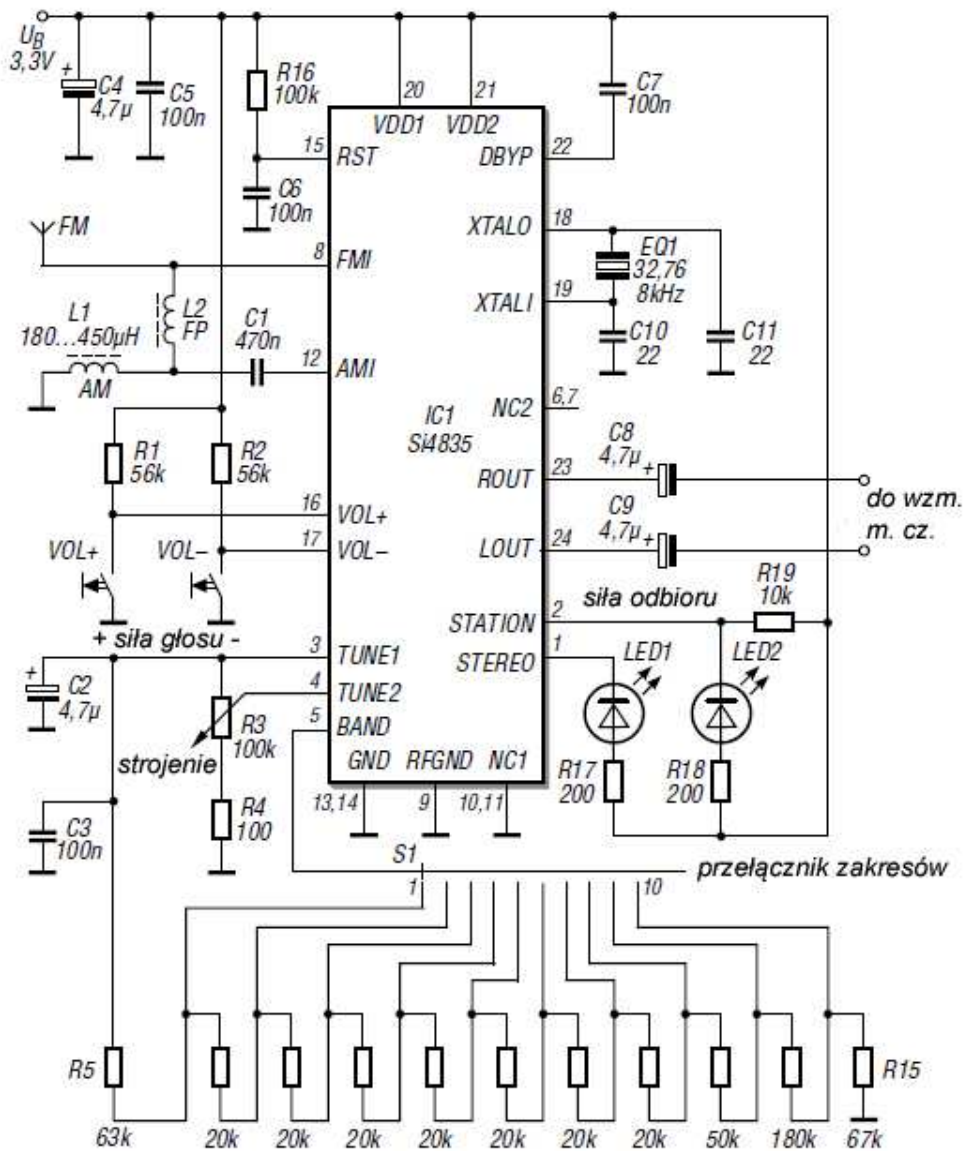 UB
3,3V
+
C4
4,7µ
C5
100n
R16
100k
20
21
C7
100n
VDD1
VDD2
15
RST
DBYP
22
C6
100n
FM
XTALO
18
EQ1
32,76
8kHz
8
FMI
XTALI
19
L1
180...450µH
L2
FP
C1
470n
C10
22
C11
22
AM
12
AMI
NC2
6,7
IC1
Si4835
R1
56k
R2
56k
C8
4,7µ
+
ROUT
23
do wzm.
m. cz.
16
VOL+
C9
4,7µ
+
VOL+
VOL–
17
VOL–
LOUT
24
R19
10k
siła odbioru
STATION
2
+ siła głosu -
3
TUNE1
STEREO
1
LED1
LED2
+
C2
4,7µ
4
TUNE2
R3
100k
5
BAND
strojenie
GND
RFGND
NC1
R17
200
R18
200
13,14
9
10,11
R4
100
C3
100n
S1
przełącznik zakresów
1
10
R5
R15
63k
20k
20k
20k
20k
20k
20k
20k
50k
180k
67k